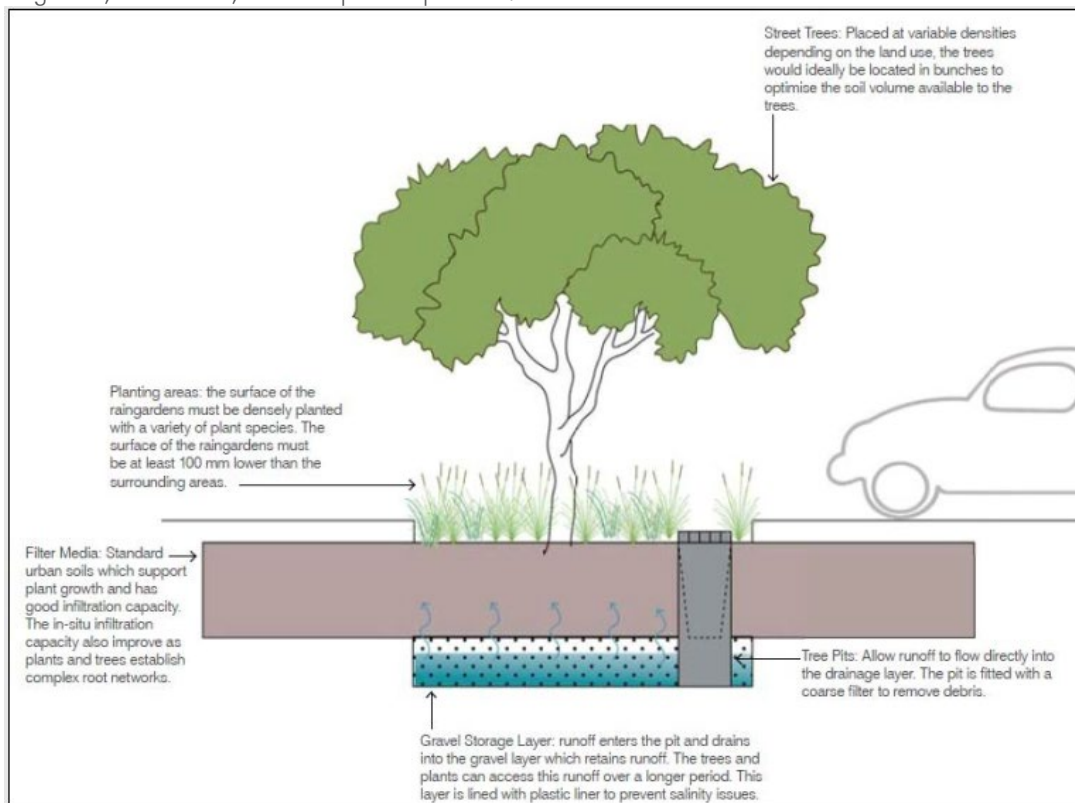 Street Trees: Placed at variable densities
depending on the land use, the trees
would ideally be located in bunches to
optimise the soil volume available to the
trees.
Planting areas: the surface of the
raingardens must be densely planted
with a variety of plant species. The
surface of the raingardens must
be at least 100 mm lower than the
surrounding areas.
Filter Media: Standard
urban soils which support
plant growth and has
good infiltration capacity.
The in-situ infiltration
capacity also improve as
plants and trees establish
complex root networks.
Tree Pits: Allow runoff to flow directly into
the drainage layer. The pit is fitted with a
coarse filter to remove debris.
Gravel Storage Layer: runoff enters the pit and drains
into the gravel layer which retains runoff. The trees and
plants can access this runoff over a longer period. This
layer is lined with plastic liner to prevent salinity issues.